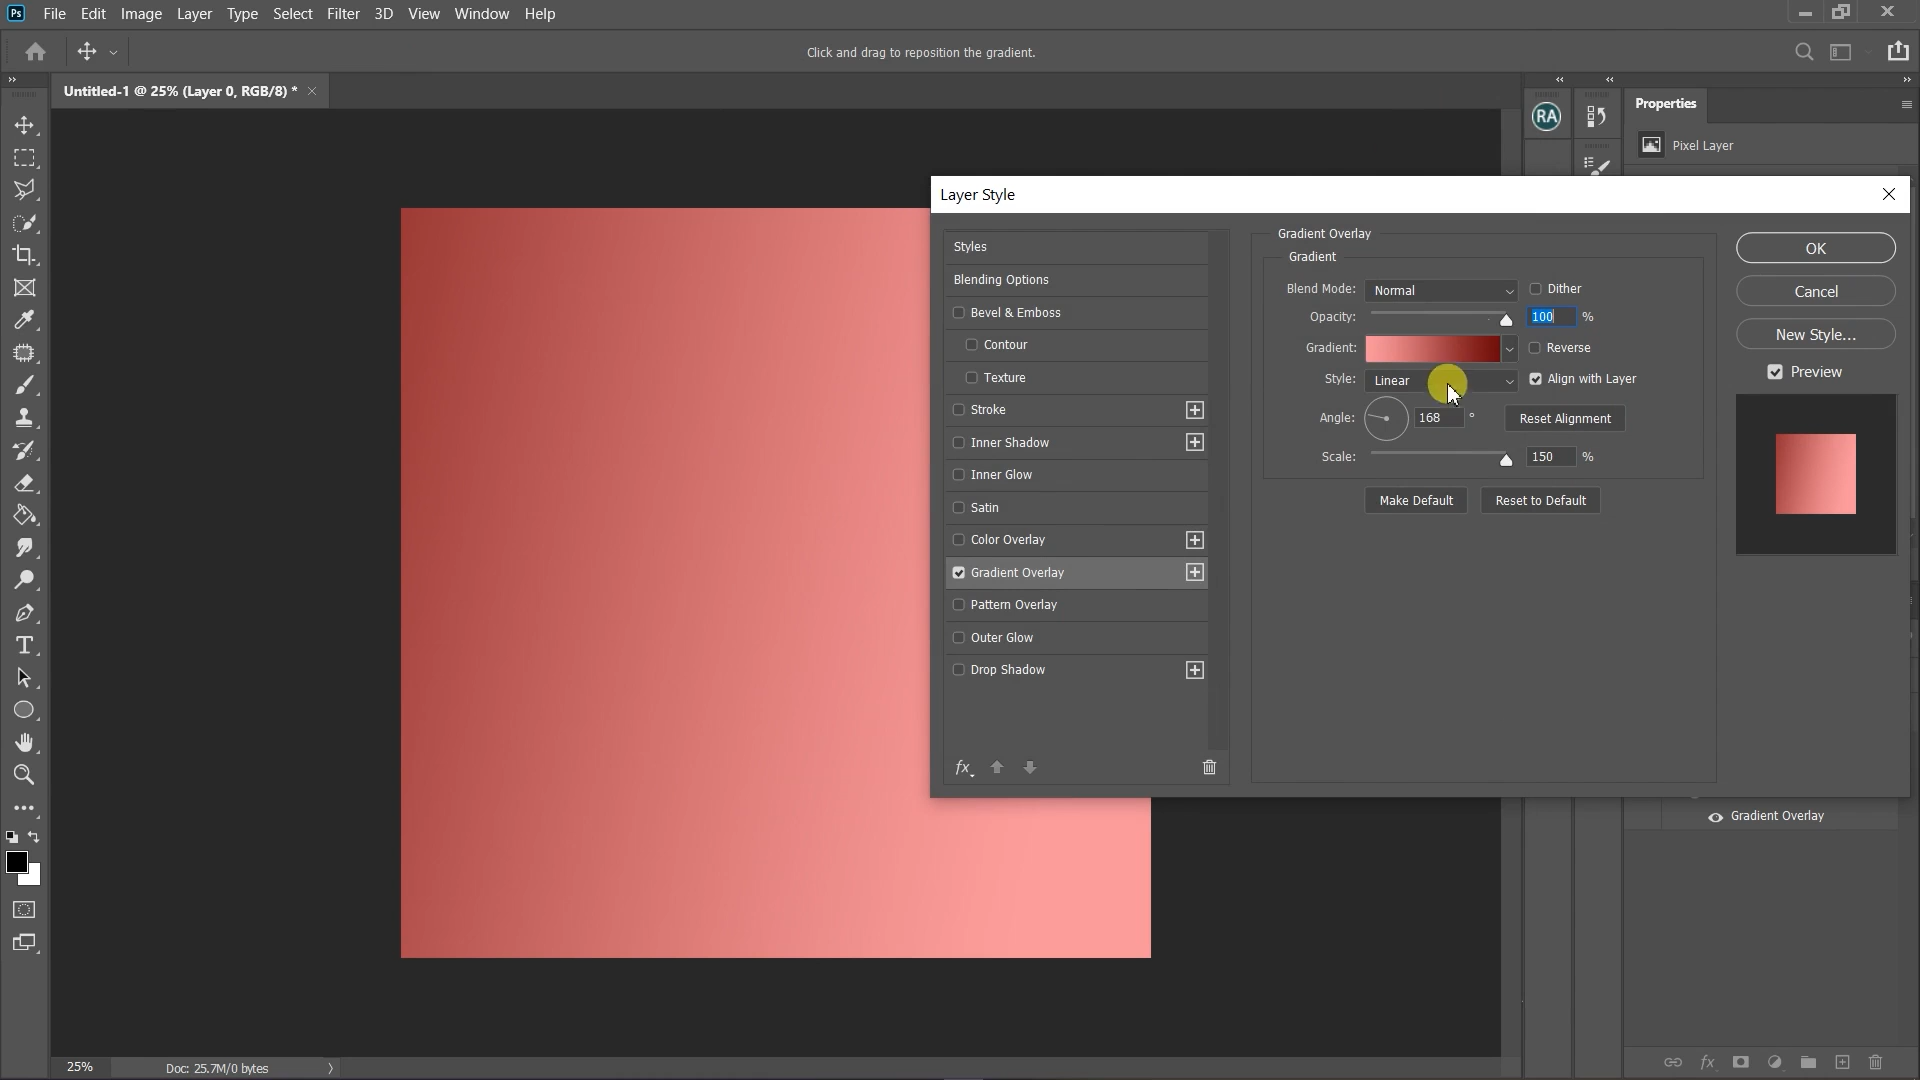 Ps File Edit Image Layer Type Select Filter 3D View Window Help
Click and drag to reposition the gradient.
Untitled-1 @ 25% (Layer 0, RGB/8) *
RA
Properties
Pixel Layer
Layer Style
Styles
Blending Options
Bevel & Emboss
Contour
Texture
Stroke
Inner Shadow
Inner Glow
Satin
Color Overlay
Gradient Overlay
Pattern Overlay
Outer Glow
Drop Shadow
fx
Gradient Overlay
Gradient
Blend Mode: Normal Dither
Opacity: 100 %
Gradient: Reverse
Style: Linear Align with Layer
Angle: 168 ° Reset Alignment
Scale: 150 %
Make Default Reset to Default
OK
Cancel
New Style...
Preview
Gradient Overlay
T
25% Doc: 25.7M/0 bytes
fx